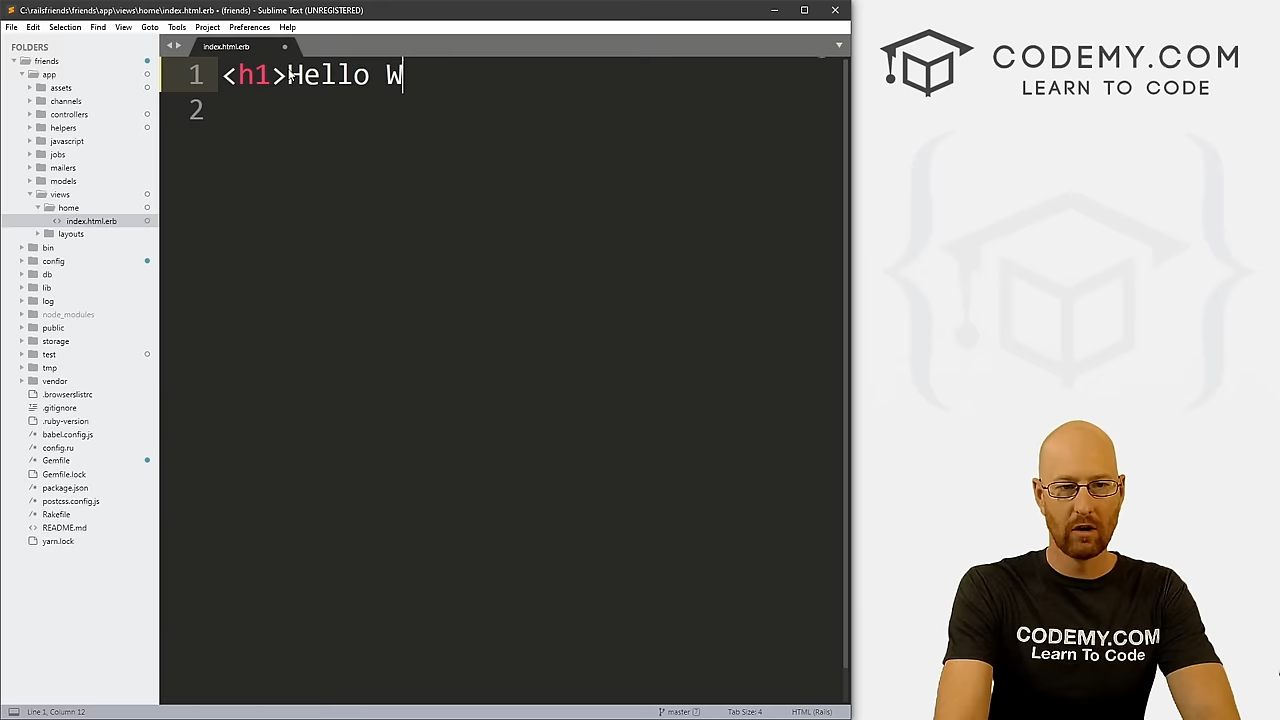 C:\railsfriends\friends\app\views\home\index.html.erb • (friends) - Sublime Text (UNREGISTERED)
File Edit Selection Find View Goto Tools Project Preferences Help
FOLDERS
friends
app
assets
channels
controllers
helpers
javascript
jobs
mailers
models
views
home
index.html.erb
layouts
bin
config
db
lib
log
node_modules
public
storage
test
tmp
vendor
.browserslistrc
.gitignore
.ruby-version
babel.config.js
config.ru
Gemfile
Gemfile.lock
package.json
postcss.config.js
Rakefile
README.md
yarn.lock
index.html.erb
1 <h1>Hello W
2
Line 1, Column 12
master 7
Tab Size: 4
HTML (Rails)
CODEMY.COM
LEARN TO CODE
CODEMY.COM
Learn To Code